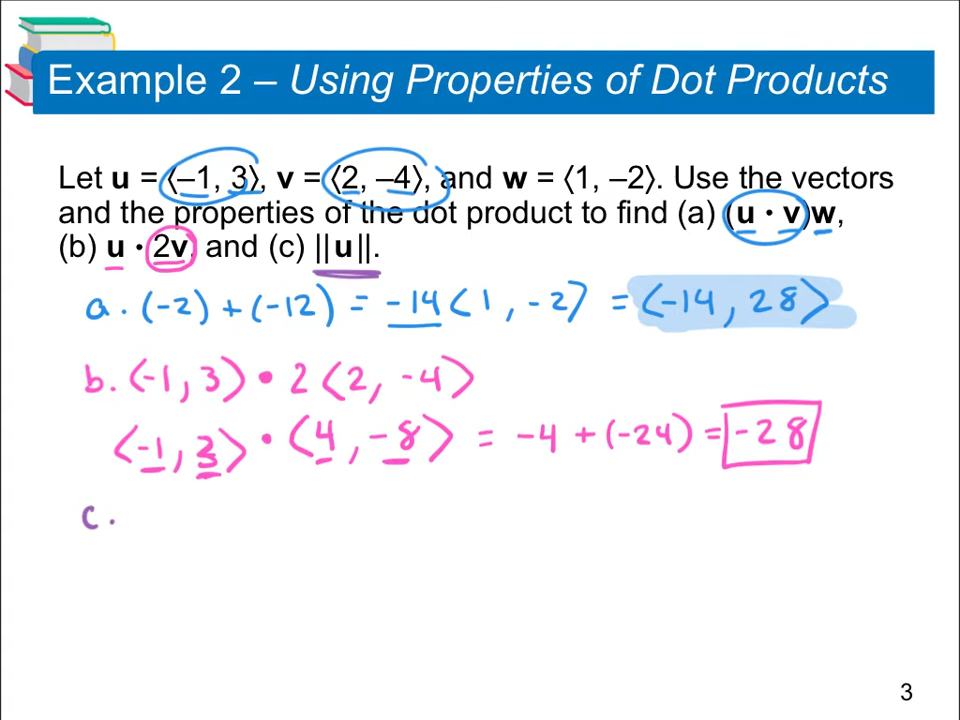 Example 2 – Using Properties of Dot Products
Let u = ⟨–1, 3⟩, v = ⟨2, –4⟩, and w = ⟨1, –2⟩. Use the vectors
and the properties of the dot product to find (a) (u · v)w,
(b) u · 2v, and (c) ||u||.
a. (-2) + (-12) = -14⟨1, -2⟩ = ⟨-14, 28⟩
b. ⟨-1, 3⟩ • 2⟨2, -4⟩
⟨-1, 3⟩ • ⟨4, -8⟩ = -4 + (-24) = -28
c.
3